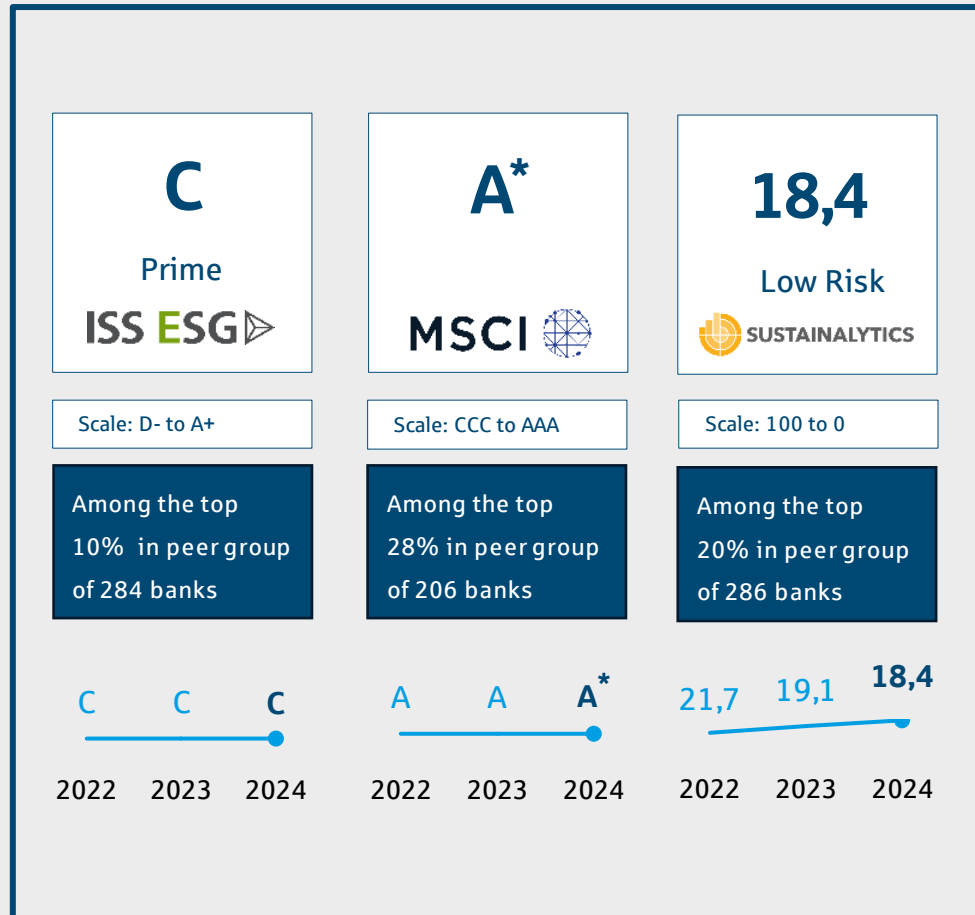 C
Prime
ISS ESG
Scale: D- to A+
Among the top
10% in peer group
of 284 banks
C C C
2022 2023 2024
A*
MSCI
Scale: CCC to AAA
Among the top
28% in peer group
of 206 banks
A A A*
2022 2023 2024
18,4
Low Risk
SUSTAINALYTICS
Scale: 100 to 0
Among the top
20% in peer group
of 286 banks
21,7 19,1 18,4
2022 2023 2024